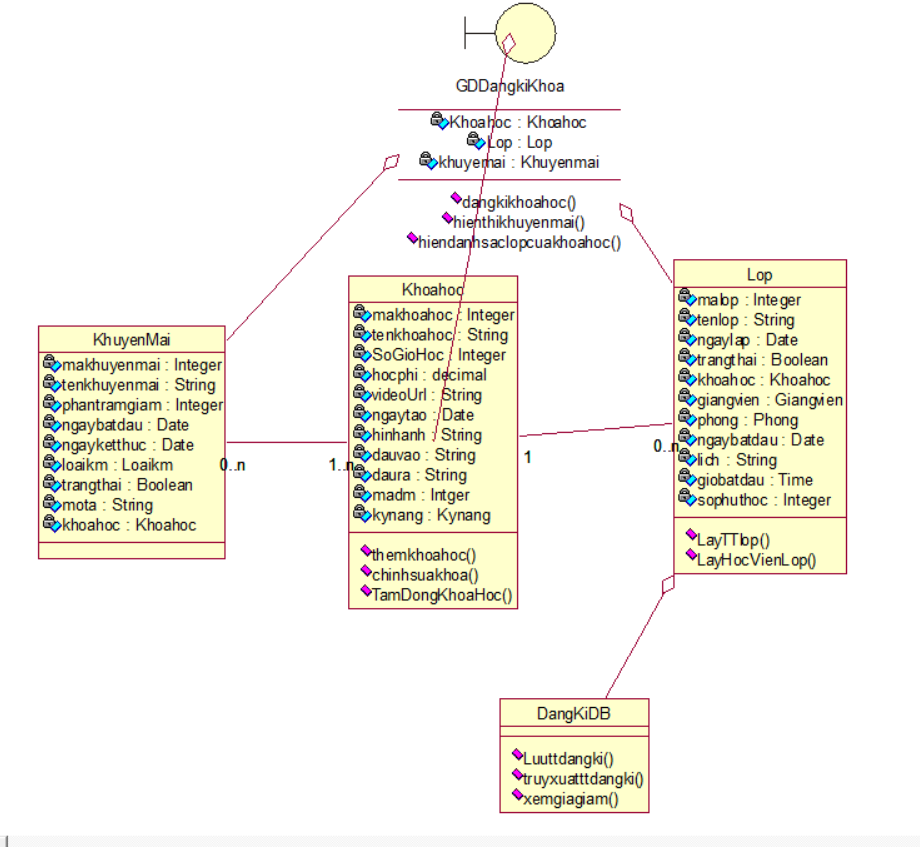 GDDangkiKhoa
Khoahoc : Khoahoc
Lop : Lop
khuyemai : Khuyenmai
dangkikhoahoc()
hienthikhuyenmai()
hiendanhsaclopcuakhoahoc()
KhuyenMai
makhuyenmai : Integer
tenkhuyenmai : String
phantramgiam : Integer
ngaybatdau : Date
ngayketthuc : Date
loaikm : Loaikm
trangthai : Boolean
mota : String
khoahoc : Khoahoc
0..n
1..n
Khoahoc
makhoahoc : Integer
tenkhoahoc : String
SoGioHoc : Integer
hocphi : decimal
videoUrl : String
ngaytao : Date
hinhanh : String
dauvao : String
daura : String
madm : Intger
kynang : Kynang
themkhoahoc()
chinhsuakhoa()
TamDongKhoaHoc()
1
0..n
Lop
malop : Integer
tenlop : String
ngaylap : Date
trangthai : Boolean
khoahoc : Khoahoc
giangvien : Giangvien
phong : Phong
ngaybatdau : Date
lich : String
giobatdau : Time
sophuthoc : Integer
LayTTlop()
LayHocVienLop()
DangKiDB
Luuttdangki()
truyxuatttdangki()
xemgiagiam()